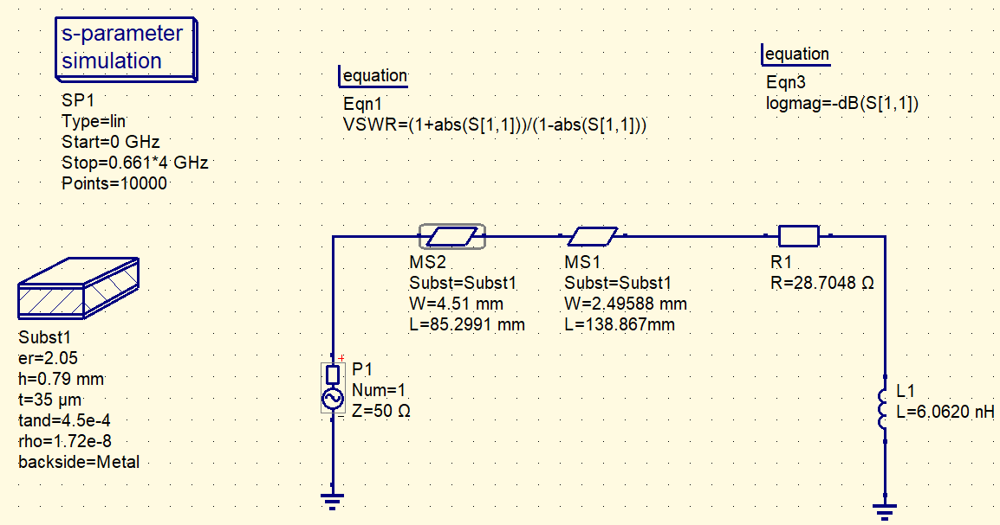 s-parameter
simulation
SP1
Type=lin
Start=0 GHz
Stop=0.661*4 GHz
Points=10000
equation
Eqn1
VSWR=(1+abs(S[1,1]))/(1-abs(S[1,1]))
equation
Eqn3
logmag=-dB(S[1,1])
MS2
Subst=Subst1
W=4.51 mm
L=85.2991 mm
MS1
Subst=Subst1
W=2.49588 mm
L=138.867mm
R1
R=28.7048 Ω
Subst1
er=2.05
h=0.79 mm
t=35 µm
tand=4.5e-4
rho=1.72e-8
backside=Metal
P1
Num=1
Z=50 Ω
L1
L=6.0620 nH